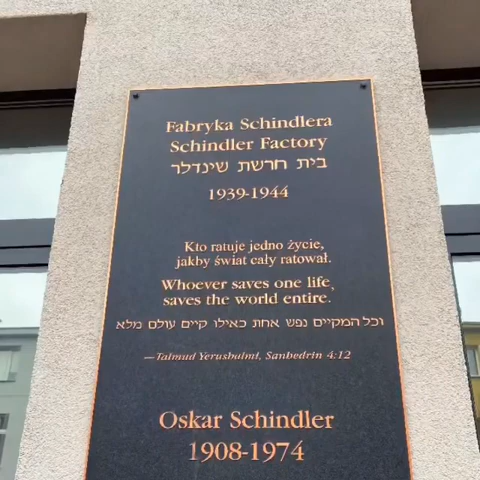 Fabryka Schindlera
Schindler Factory
בית חרשת שינדלר
1939-1944
Kto ratuje jedno życie,
jakby świat cały ratował.
Whoever saves one life,
saves the world entire.
וכל המקיים נפש אחת כאילו קיים עולם מלא
—Talmud Yerushalmi, Sanhedrin 4:12
Oskar Schindler
1908-1974